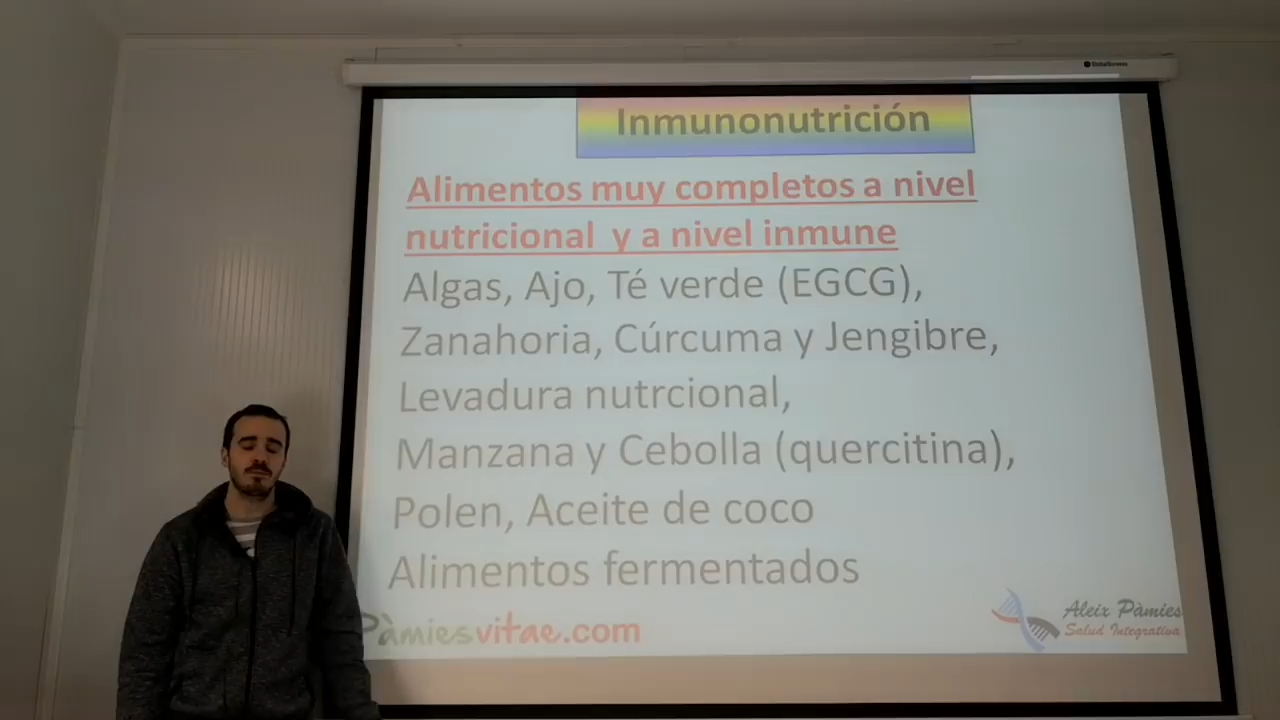 GlobalScreens
Inmunonutrición
Alimentos muy completos a nivel
nutricional y a nivel inmune
Algas, Ajo, Té verde (EGCG),
Zanahoria, Cúrcuma y Jengibre,
Levadura nutrcional,
Manzana y Cebolla (quercitina),
Polen, Aceite de coco
Alimentos fermentados
Pàmiesvitae.com
Aleix Pàmies
Salud Integrativa